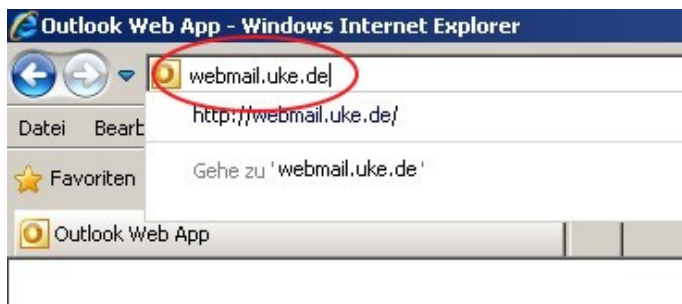 Outlook Web App - Windows Internet Explorer
webmail.uke.de
http://webmail.uke.de/
Datei Bearb
Gehe zu 'webmail.uke.de'
Favoriten
Outlook Web App